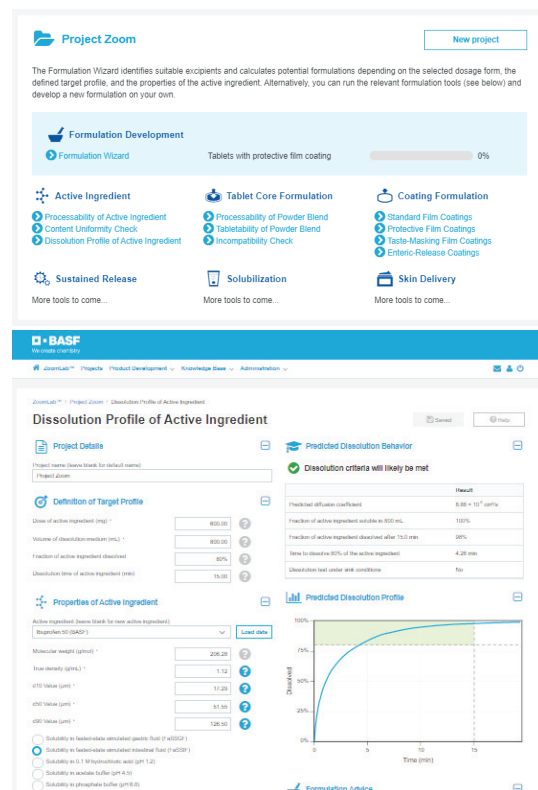 Project Zoom
New project
The Formulation Wizard identifies suitable excipients and calculates potential formulations depending on the selected dosage form, the
defined target profile, and the properties of the active ingredient. Alternatively, you can run the relevant formulation tools (see below) and
develop a new formulation on your own.
Formulation Development
Formulation Wizard
Tablets with protective film coating
0%
Active Ingredient
Processability of Active Ingredient
Content Uniformity Check
Dissolution Profile of Active Ingredient
Tablet Core Formulation
Processability of Powder Blend
Tabletability of Powder Blend
Incompatibility Check
Coating Formulation
Standard Film Coatings
Protective Film Coatings
Taste-Masking Film Coatings
Enteric-Release Coatings
Sustained Release
More tools to come...
Solubilization
More tools to come...
Skin Delivery
More tools to come...
BASF
We create chemistry
ZoomLab™ Projects Product Development Knowledge Base Administration
ZoomLab™ / Project Zoom / Dissolution Profile of Active Ingredient
Dissolution Profile of Active Ingredient
Saved
Help
Project Details
Project name (leave blank for default name)
Project Zoom
Definition of Target Profile
Dose of active ingredient (mg) *
800.00
Volume of dissolution medium (mL) *
800.00
Fraction of active ingredient dissolved
80%
Dissolution time of active ingredient (min)
15.00
Properties of Active Ingredient
Active ingredient (leave blank for new active ingredient)
Ibuprofen 50 (BASF)
Load data
Molecular weight (g/mol) *
206.28
True density (g/mL) *
1.12
d10 Value (µm) *
17.29
d50 Value (µm) *
51.55
d90 Value (µm) *
126.50
Solubility in fasted-state simulated gastric fluid (FaSSGF)
Solubility in fasted-state simulated intestinal fluid (FaSSIF)
Solubility in 0.1 M hydrochloric acid (pH 1.2)
Solubility in acetate buffer (pH 4.5)
Solubility in phosphate buffer (pH 6.8)
Predicted Dissolution Behavior
Dissolution criteria will likely be met
Result
Predicted diffusion coefficient
cm²/s
Fraction of active ingredient soluble in 800 mL
100%
Fraction of active ingredient dissolved after 15.0 min
98%
Time to dissolve 80% of the active ingredient
4.28 min
Dissolution test under sink conditions
No
Predicted Dissolution Profile
100%
75%
50%
25%
0%
Dissolved
0 5 10 15
Time (min)
Formulation Advice